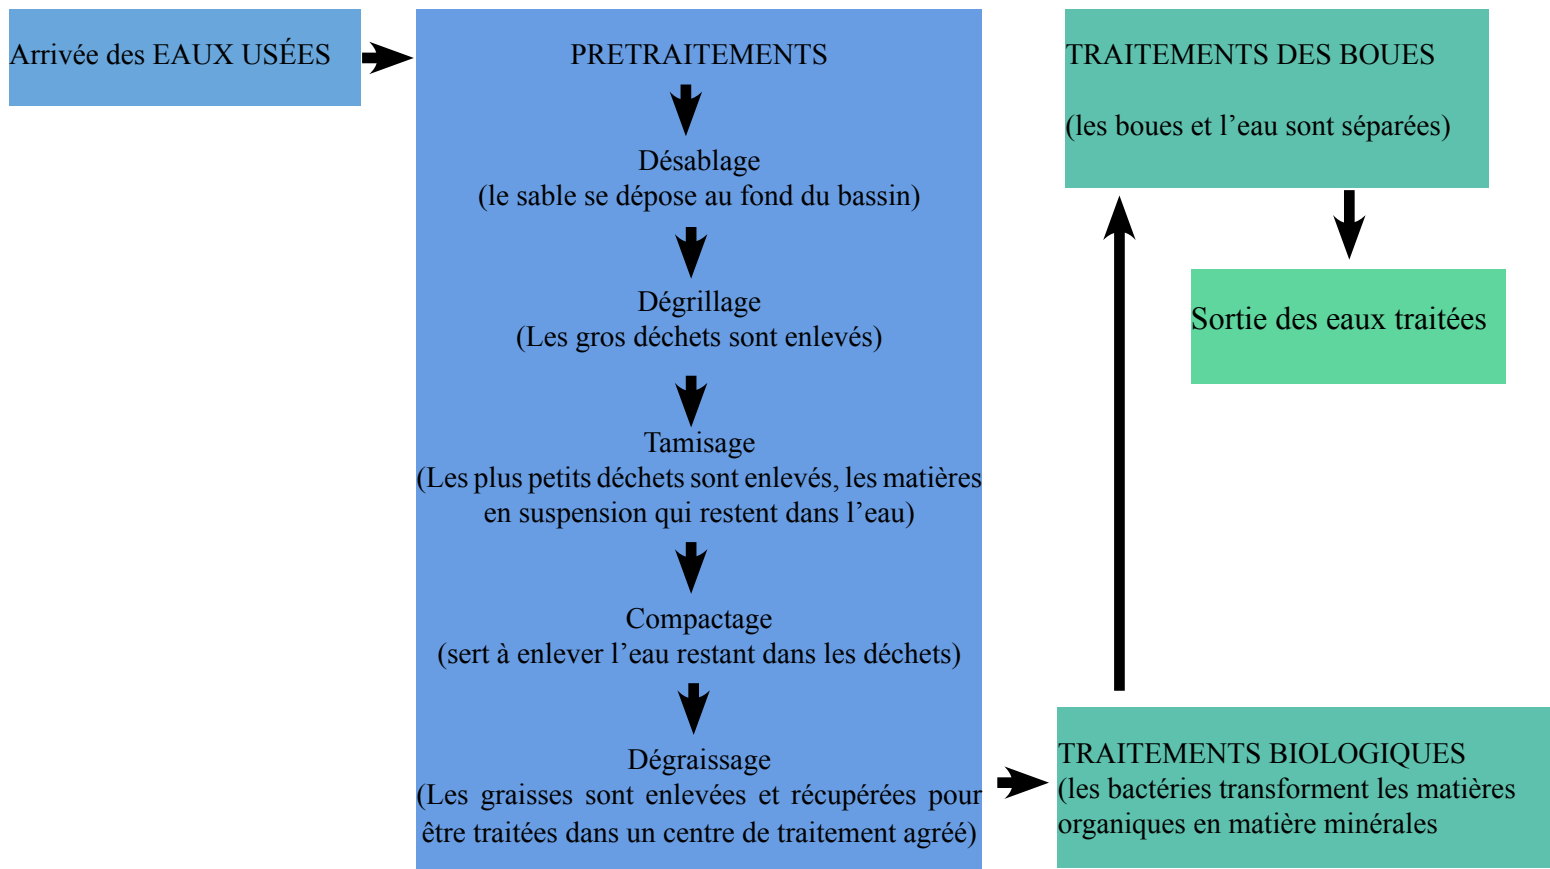 Arrivée des EAUX USÉES
PRETRAITEMENTS
Désablage
(le sable se dépose au fond du bassin)
Dégrillage
(Les gros déchets sont enlevés)
Tamisage
(Les plus petits déchets sont enlevés, les matières
en suspension qui restent dans l’eau)
Compactage
(sert à enlever l’eau restant dans les déchets)
Dégraissage
(Les graisses sont enlevées et récupérées pour
être traitées dans un centre de traitement agréé)
TRAITEMENTS BIOLOGIQUES
(les bactéries transforment les matières
organiques en matière minérales
TRAITEMENTS DES BOUES
(les boues et l’eau sont séparées)
Sortie des eaux traitées